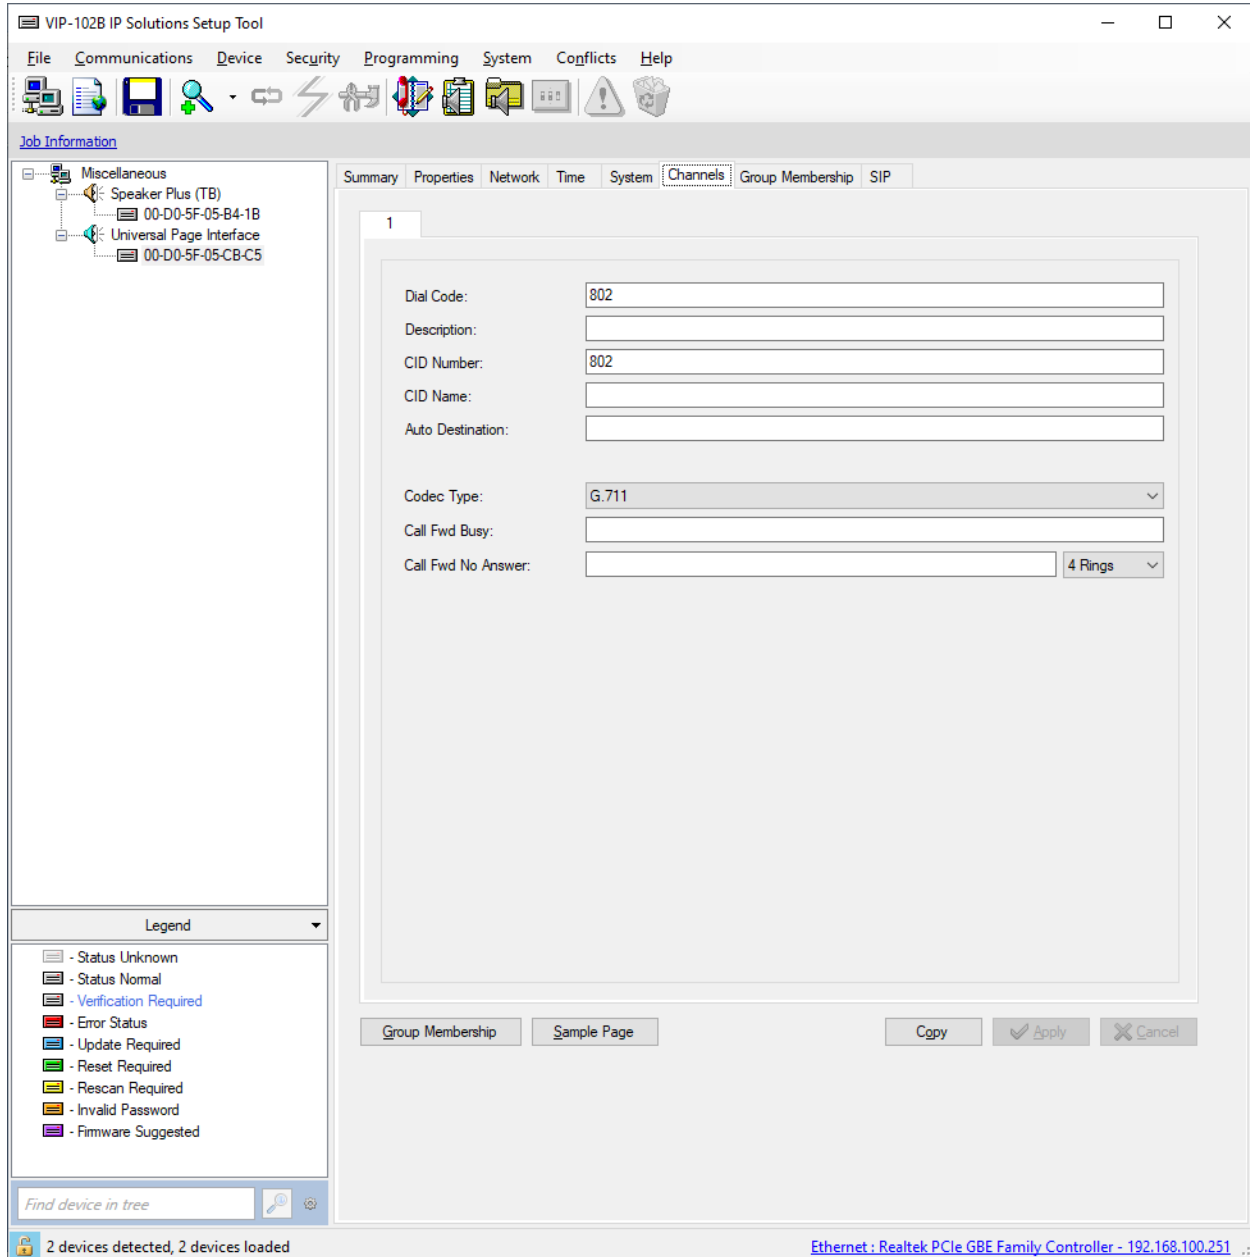 VIP-102B IP Solutions Setup Tool
File Communications Device Security Programming System Conflicts Help
Job Information
Miscellaneous
Speaker Plus (TB)
00-D0-5F-05-B4-1B
Universal Page Interface
00-D0-5F-05-CB-C5
Summary Properties Network Time System Channels Group Membership SIP
1
Dial Code: 802
Description:
CID Number: 802
CID Name:
Auto Destination:
Codec Type: G.711
Call Fwd Busy:
Call Fwd No Answer: 4 Rings
Group Membership Sample Page Copy Apply Cancel
Legend
- Status Unknown
- Status Normal
- Verification Required
- Error Status
- Update Required
- Reset Required
- Rescan Required
- Invalid Password
- Firmware Suggested
Find device in tree
2 devices detected, 2 devices loaded
Ethernet : Realtek PCIe GBE Family Controller - 192.168.100.251